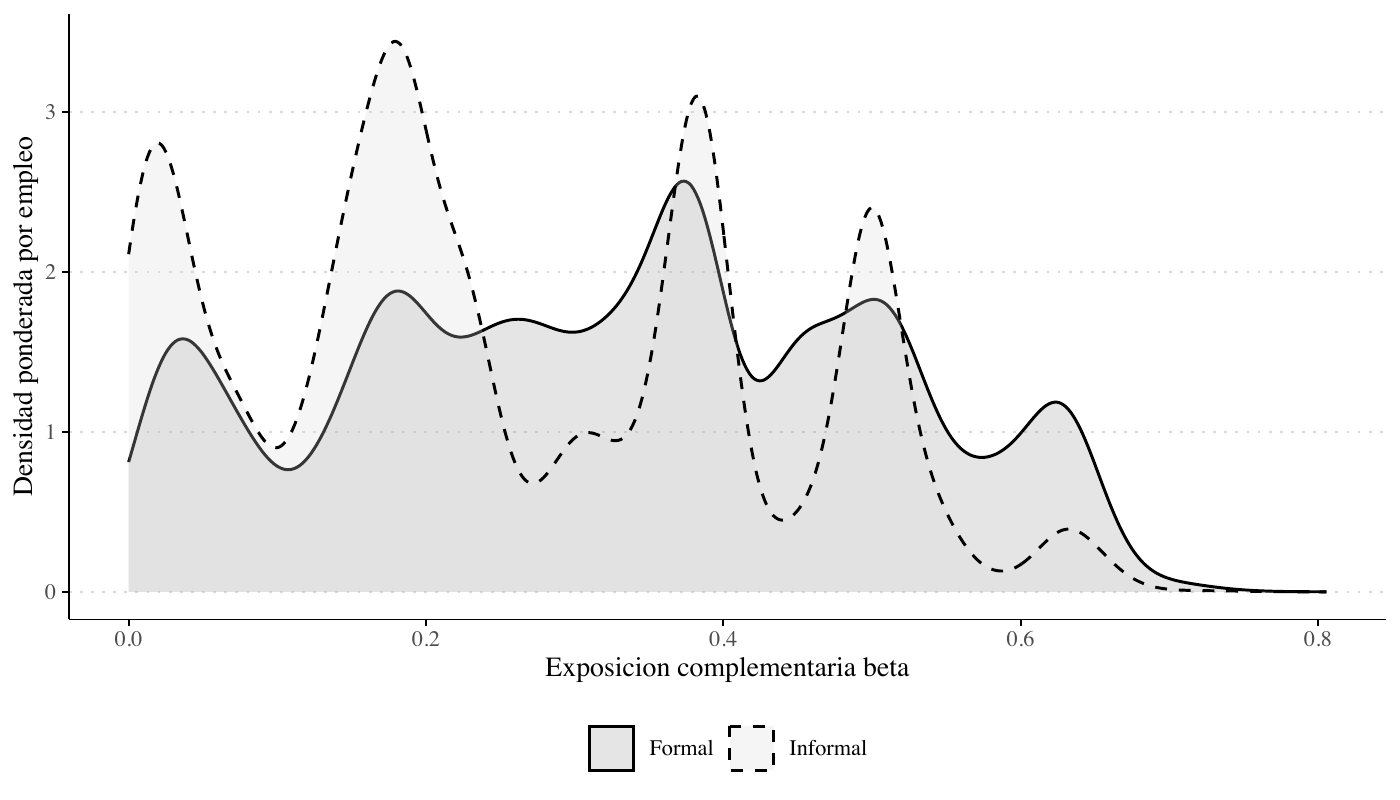 Densidad ponderada por empleo
3
2
1
0
0.0 0.2 0.4 0.6 0.8
Exposicion complementaria beta
Formal Informal